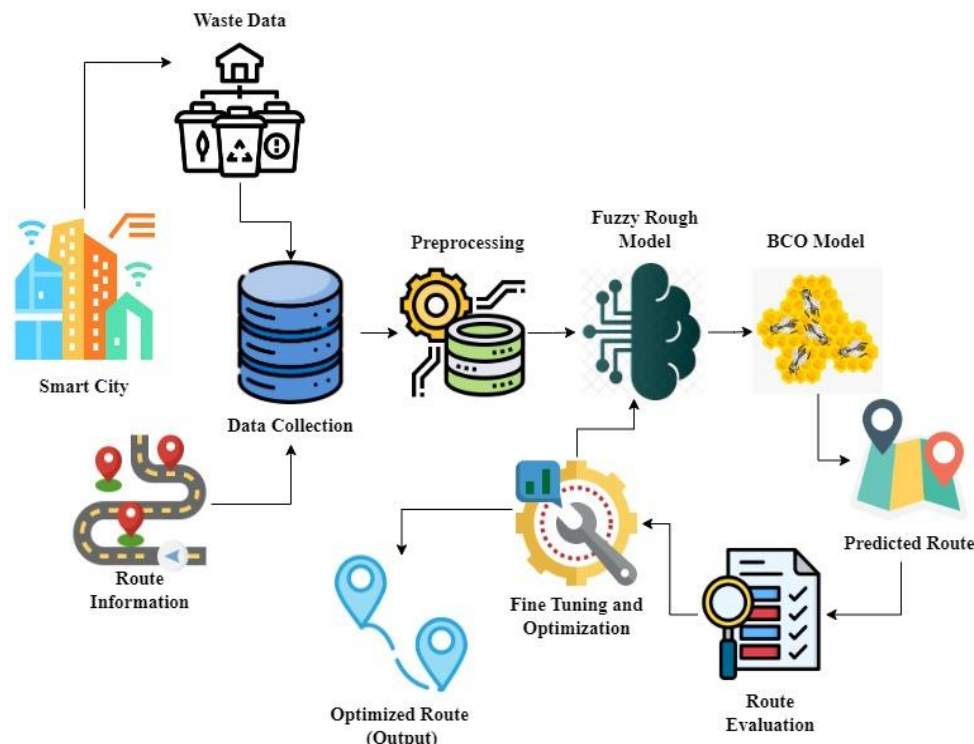 Waste Data
Smart City
Route
Information
Data Collection
Preprocessing
Fuzzy Rough
Model
BCO Model
Predicted Route
Route
Evaluation
Fine Tuning and
Optimization
Optimized Route
(Output)